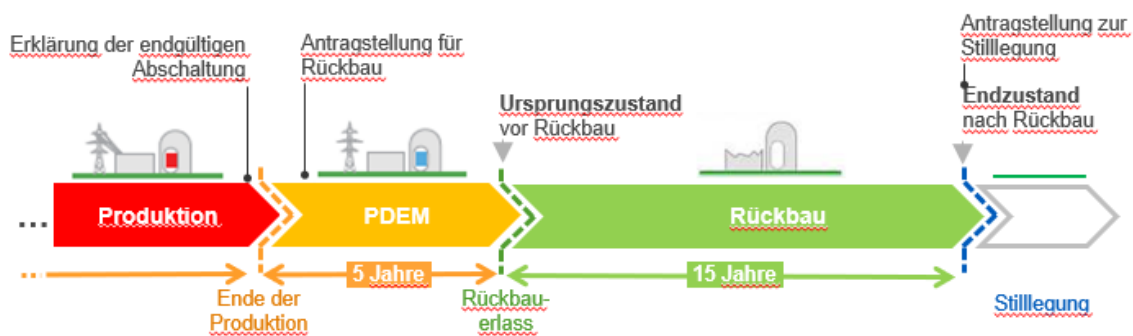 Erklärung der endgültigen
Abschaltung
Antragstellung für
Rückbau
Ursprungszustand
vor Rückbau
Antragstellung zur
Stilllegung
Endzustand
nach Rückbau
...
Produktion
PDEM
Rückbau
5 Jahre
15 Jahre
Ende der
Produktion
Rückbau-
erlass
Stilllegung